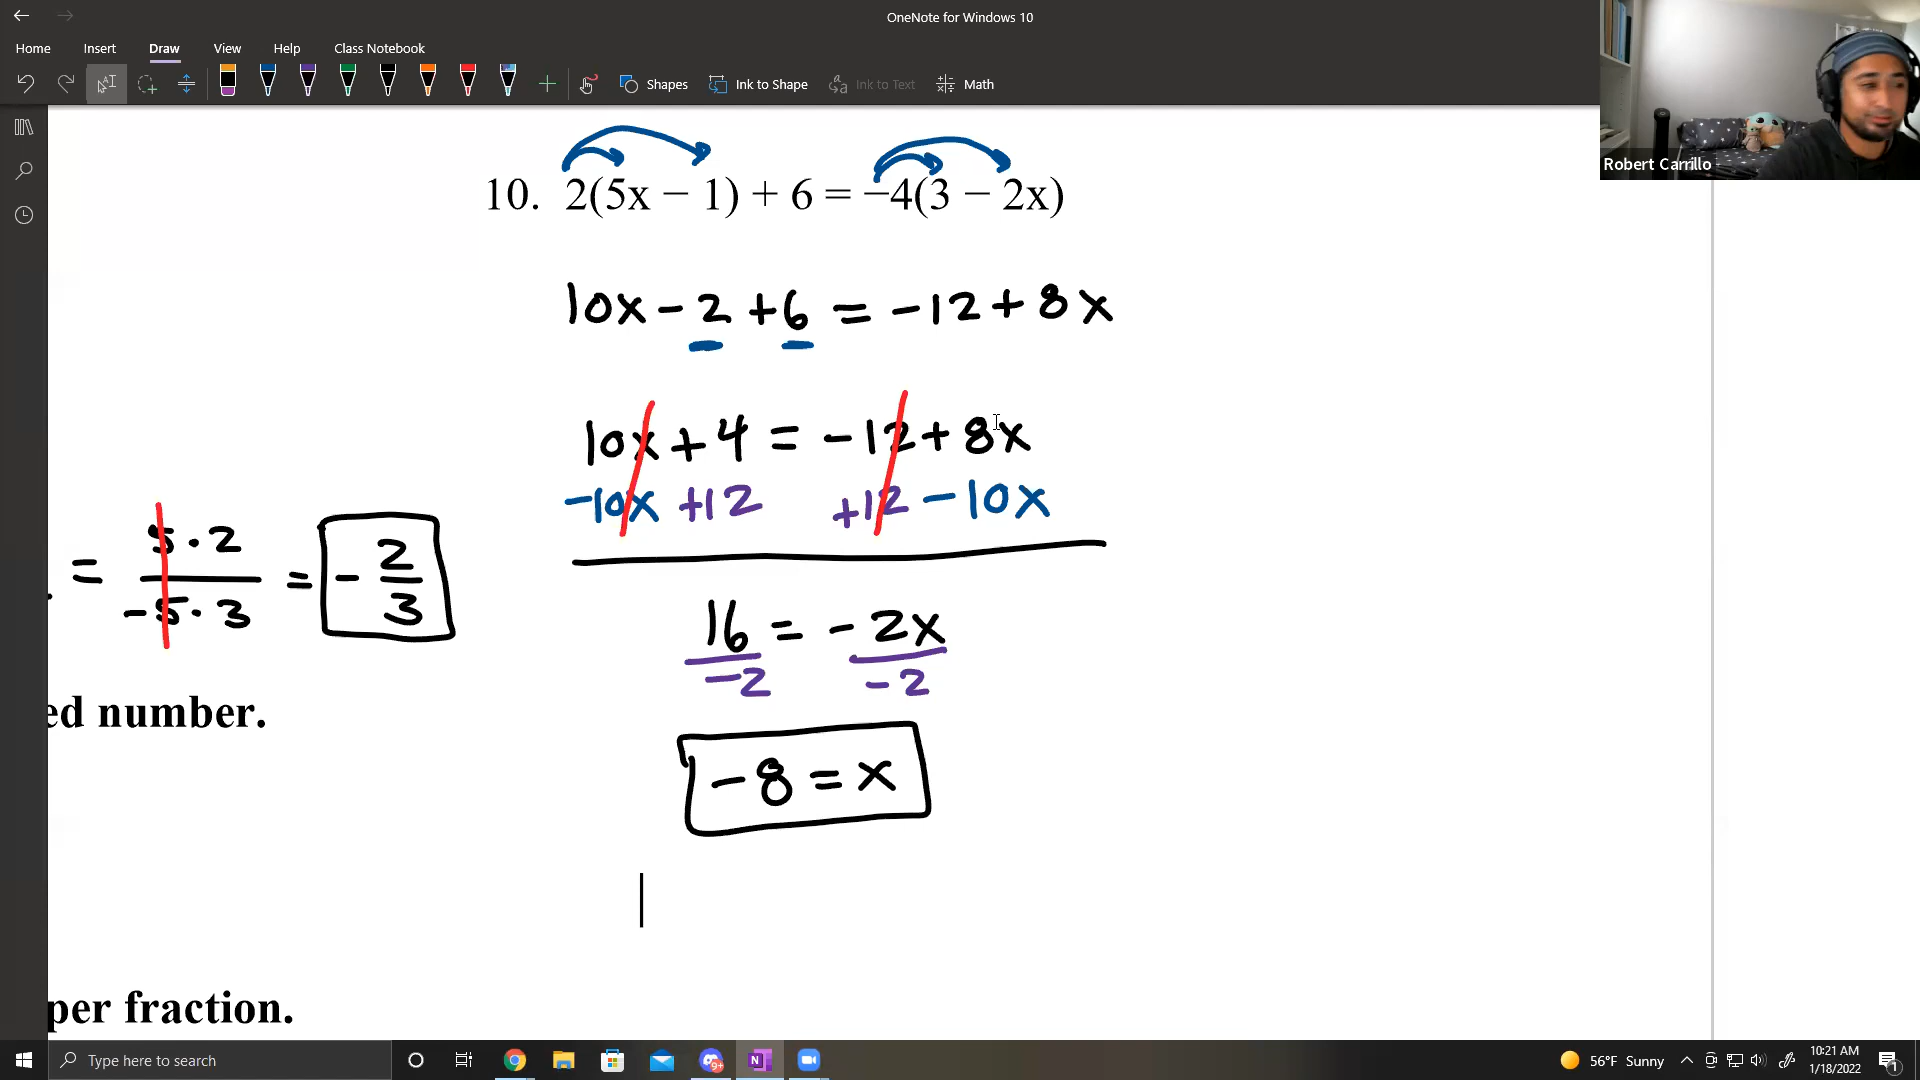 OneNote for Windows 10
Home Insert Draw View Help Class Notebook
Shapes Ink to Shape Ink to Text Math
Robert Carrillo
10. 2(5x − 1) + 6 = −4(3 − 2x)
10x - 2 + 6 = -12 + 8x
10x + 4 = -12 + 8x
-10x +12 +12 -10x
16 = -2x
-2 -2
-8 = x
= 5·2 = - 2
-5·3 3
ed number.
per fraction.
Type here to search
9+
N
56°F Sunny
10:21 AM
1/18/2022
1